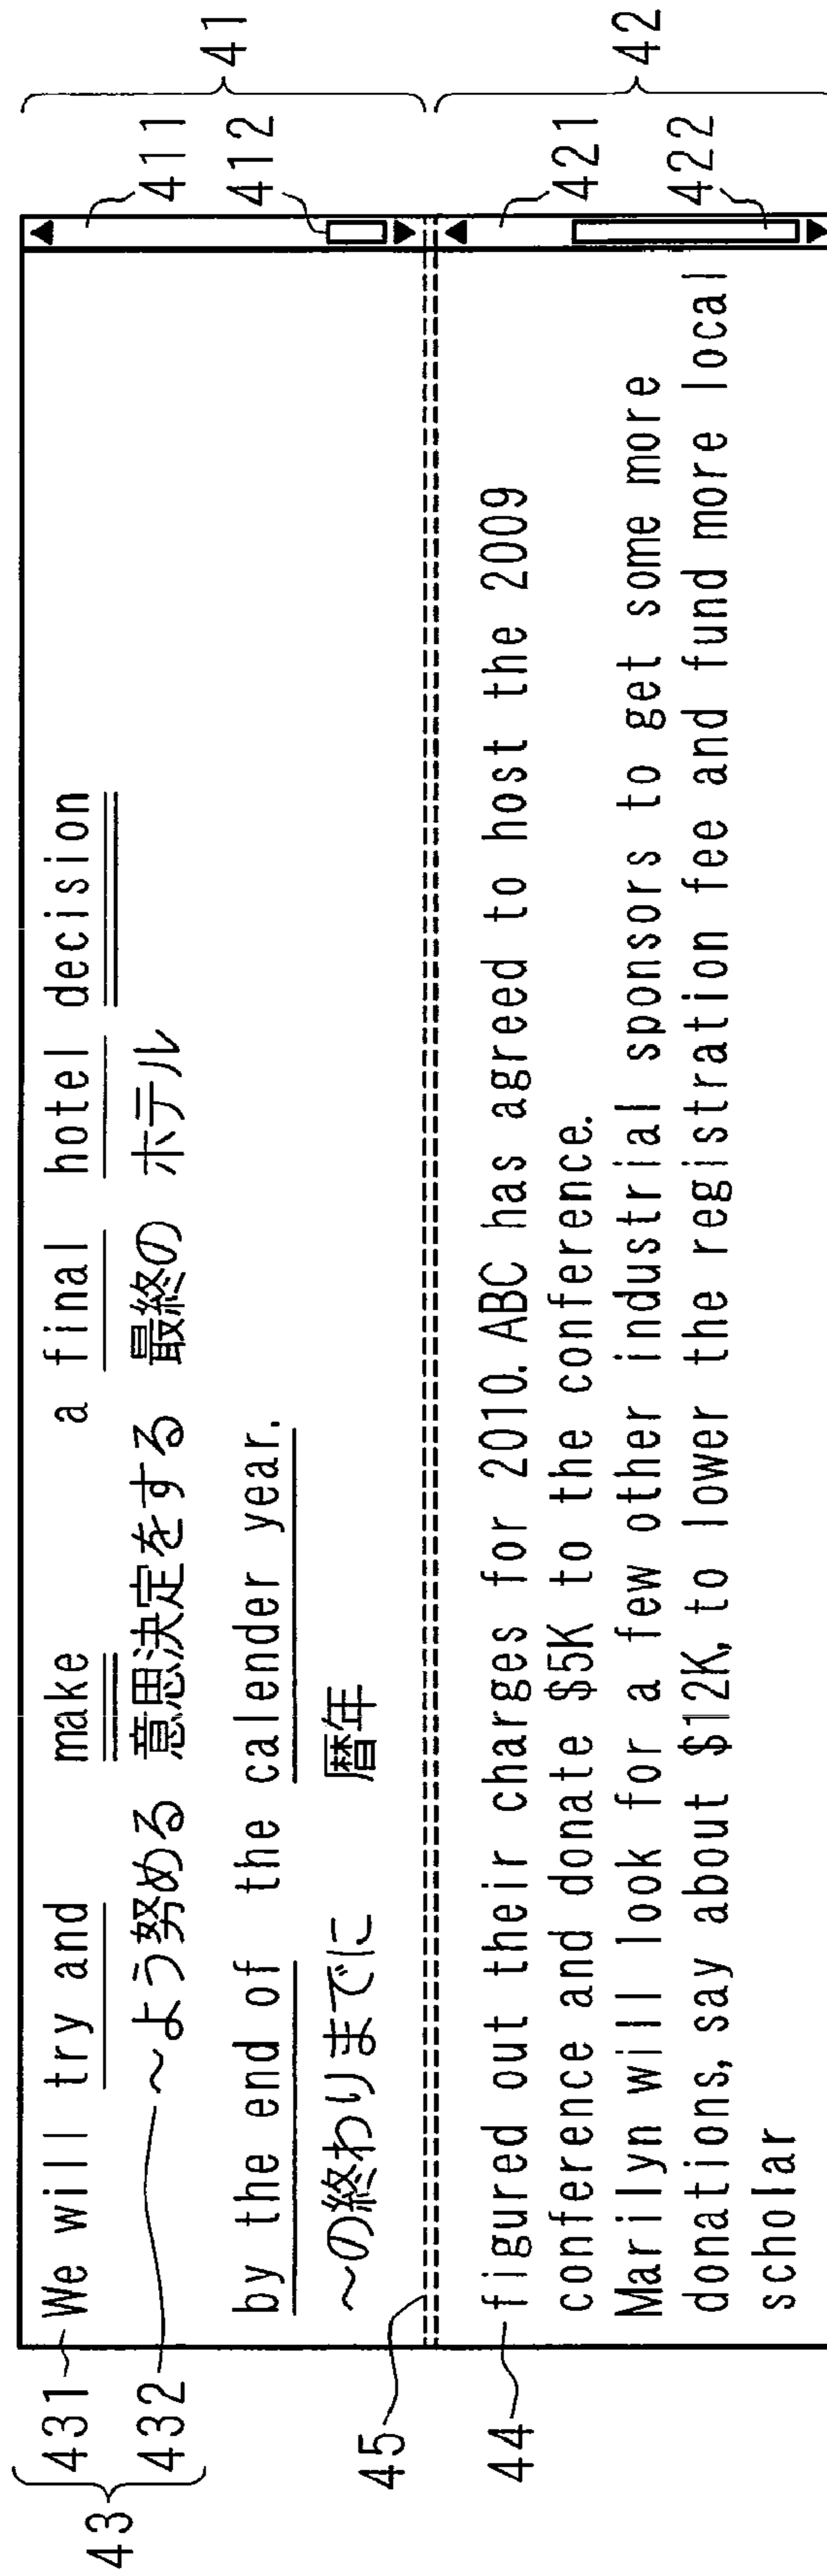 43
431
432
We will try and make a final hotel decision
～よう努める 意思決定をする 最終の ホテル
by the end of the calender year.
～の終わりまでに 暦年
411
412
41
45
44
figured out their charges for 2010. ABC has agreed to host the 2009
conference and donate $5K to the conference.
Marilyn will look for a few other industrial sponsors to get some more
donations, say about $12K, to lower the registration fee and fund more local
scholar
421
422
42